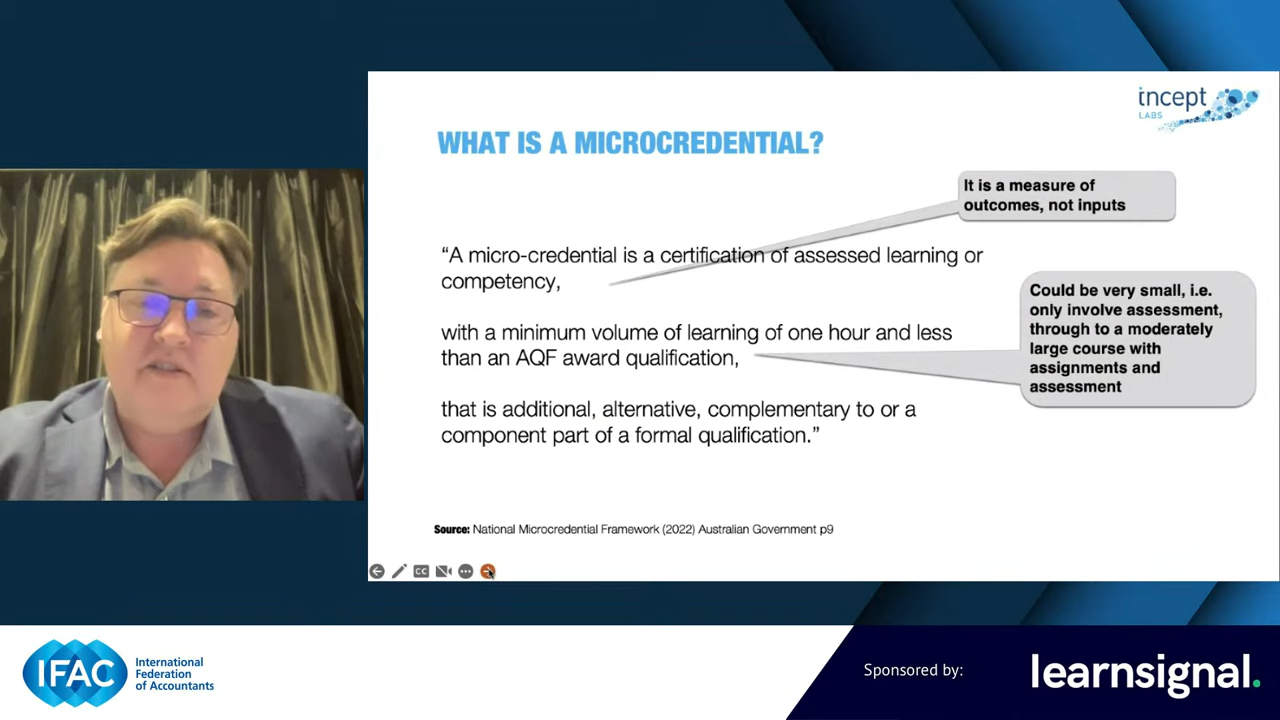 incept
LABS
WHAT IS A MICROCREDENTIAL?
It is a measure of
outcomes, not inputs
“A micro-credential is a certification of assessed learning or
competency,
Could be very small, i.e.
only involve assessment,
through to a moderately
large course with
assignments and
assessment
with a minimum volume of learning of one hour and less
than an AQF award qualification,
that is additional, alternative, complementary to or a
component part of a formal qualification.”
Source: National Microcredential Framework (2022) Australian Government p9
CC
IFAC
International
Federation
of Accountants
Sponsored by:
learnsignal.